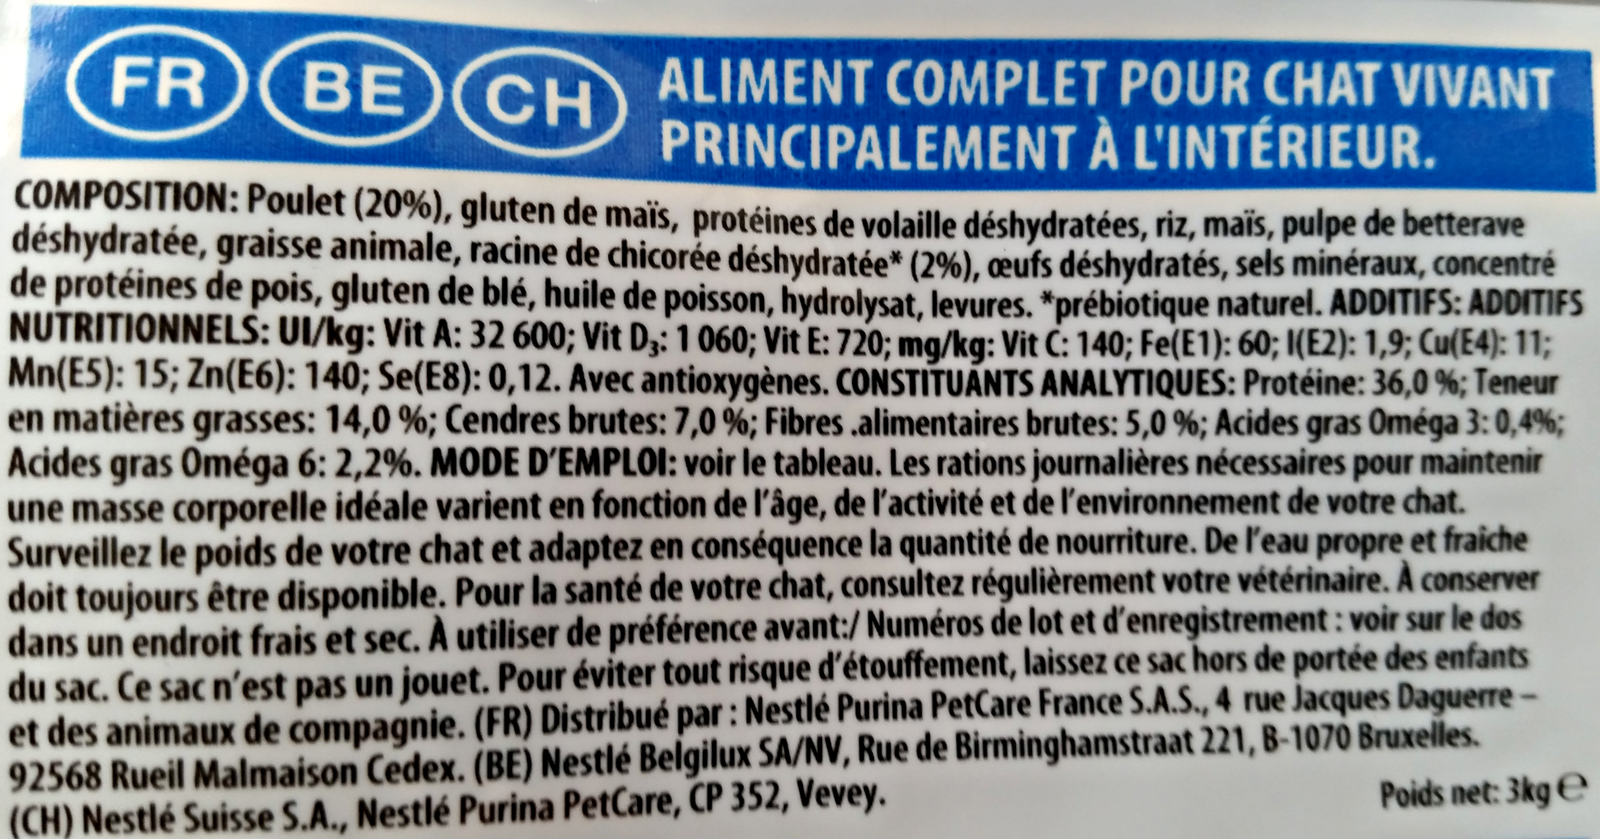 FR BE CH ALIMENT COMPLET POUR CHAT VIVANT
PRINCIPALEMENT À L'INTÉRIEUR.
COMPOSITION: Poulet (20%), gluten de maïs, protéines de volaille déshydratées, riz, maïs, pulpe de betterave
déshydratée, graisse animale, racine de chicorée déshydratée* (2%), œufs déshydratés, sels minéraux, concentré
de protéines de pois, gluten de blé, huile de poisson, hydrolysat, levures. *prébiotique naturel. ADDITIFS: ADDITIFS
NUTRITIONNELS: UI/kg: Vit A: 32 600; Vit D3: 1 060; Vit E: 720; mg/kg: Vit C: 140; Fe(E1): 60; I(E2): 1,9; Cu(E4): 11;
Mn(E5): 15; Zn(E6): 140; Se(E8): 0,12. Avec antioxygènes. CONSTITUANTS ANALYTIQUES: Protéine: 36,0 %; Teneur
en matières grasses: 14,0 %; Cendres brutes: 7,0 %; Fibres .alimentaires brutes: 5,0 %; Acides gras Oméga 3: 0,4%;
Acides gras Oméga 6: 2,2%. MODE D'EMPLOI: voir le tableau. Les rations journalières nécessaires pour maintenir
une masse corporelle idéale varient en fonction de l'âge, de l'activité et de l'environnement de votre chat.
Surveillez le poids de votre chat et adaptez en conséquence la quantité de nourriture. De l'eau propre et fraîche
doit toujours être disponible. Pour la santé de votre chat, consultez régulièrement votre vétérinaire. À conserver
dans un endroit frais et sec. À utiliser de préférence avant:/ Numéros de lot et d'enregistrement : voir sur le dos
du sac. Ce sac n'est pas un jouet. Pour éviter tout risque d'étouffement, laissez ce sac hors de portée des enfants
et des animaux de compagnie. (FR) Distribué par : Nestlé Purina PetCare France S.A.S., 4 rue Jacques Daguerre –
92568 Rueil Malmaison Cedex. (BE) Nestlé Belgilux SA/NV, Rue de Birminghamstraat 221, B-1070 Bruxelles.
(CH) Nestlé Suisse S.A., Nestlé Purina PetCare, CP 352, Vevey.
Poids net: 3kg ℮